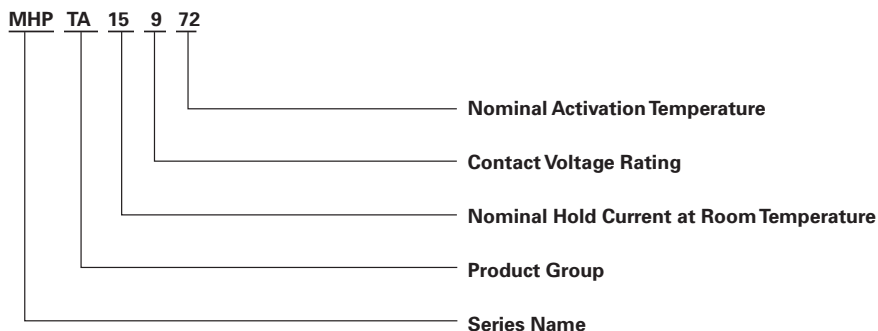 MHP TA 15 9 72
Nominal Activation Temperature
Contact Voltage Rating
Nominal Hold Current at Room Temperature
Product Group
Series Name